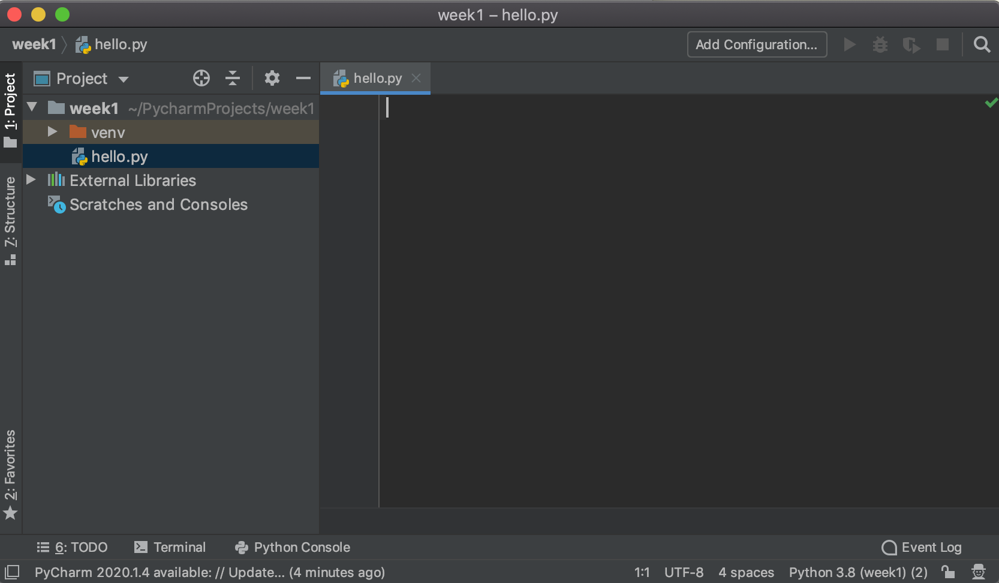 week1 – hello.py
week1 hello.py Add Configuration...
1: Project
Project
hello.py
week1 ~/PycharmProjects/week1
venv
hello.py
External Libraries
Scratches and Consoles
7: Structure
2: Favorites
6: TODO Terminal Python Console Event Log
PyCharm 2020.1.4 available: // Update... (4 minutes ago) 1:1 UTF-8 4 spaces Python 3.8 (week1) (2)